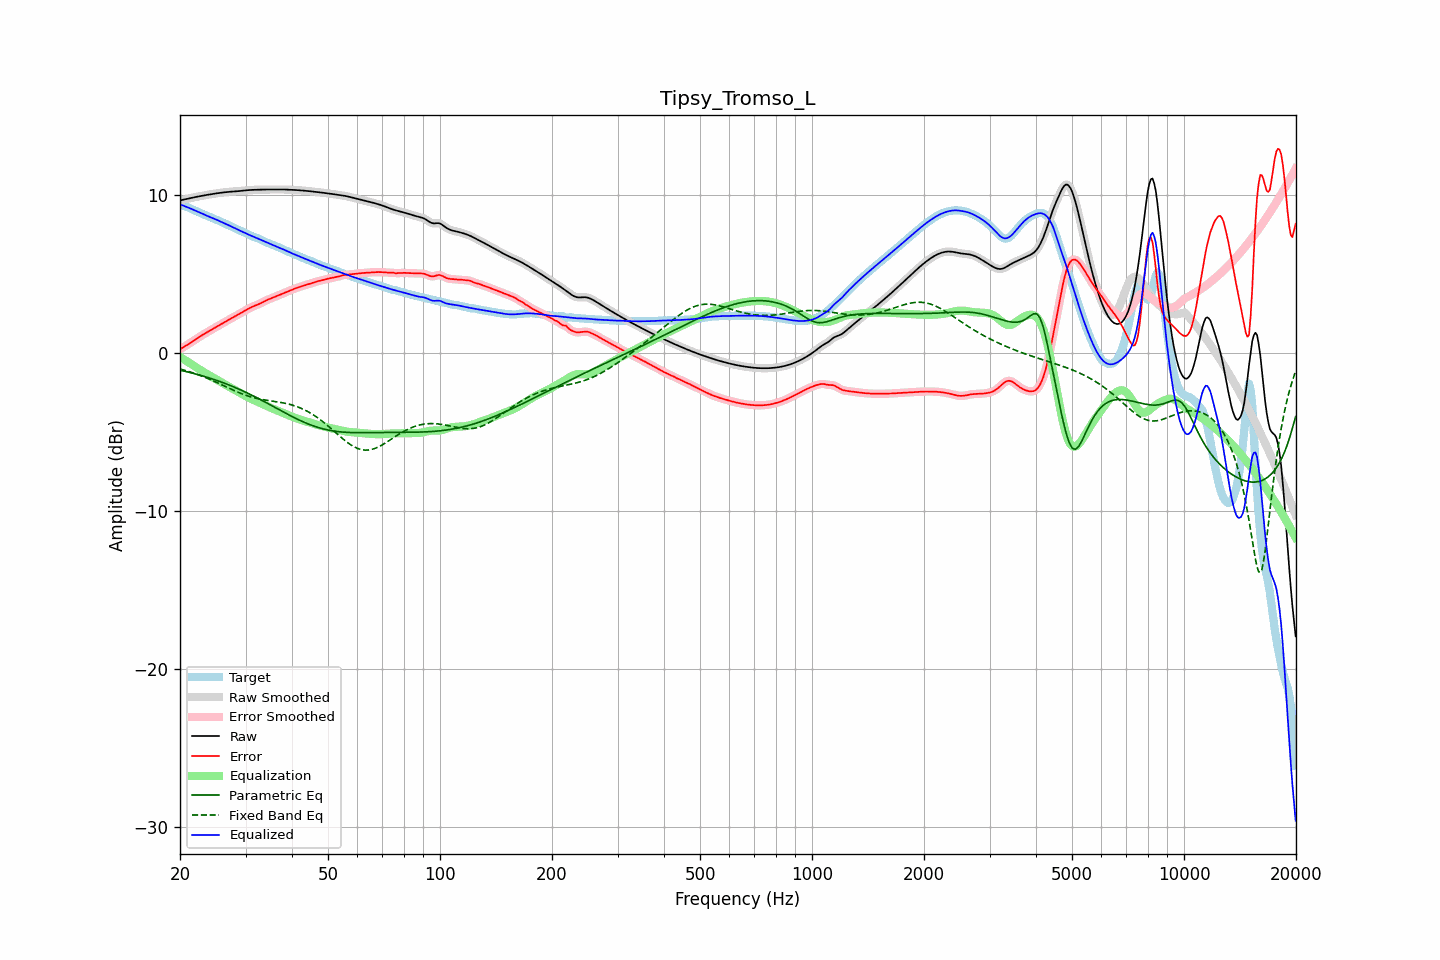 Tipsy_Tromso_L
Amplitude (dBr)
10
0
−10
−20
−30
Target
Raw Smoothed
Error Smoothed
Raw
Error
Equalization
Parametric Eq
Fixed Band Eq
Equalized
20 50 100 200 500 1000 2000 5000 10000 20000
Frequency (Hz)